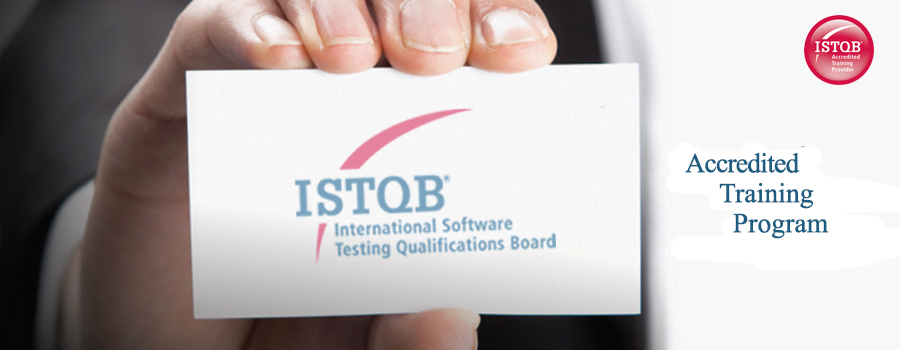 ISTQB®
International Software
Testing Qualifications Board
ISTQB®
Accredited
Training
Provider
Accredited
Training
Program